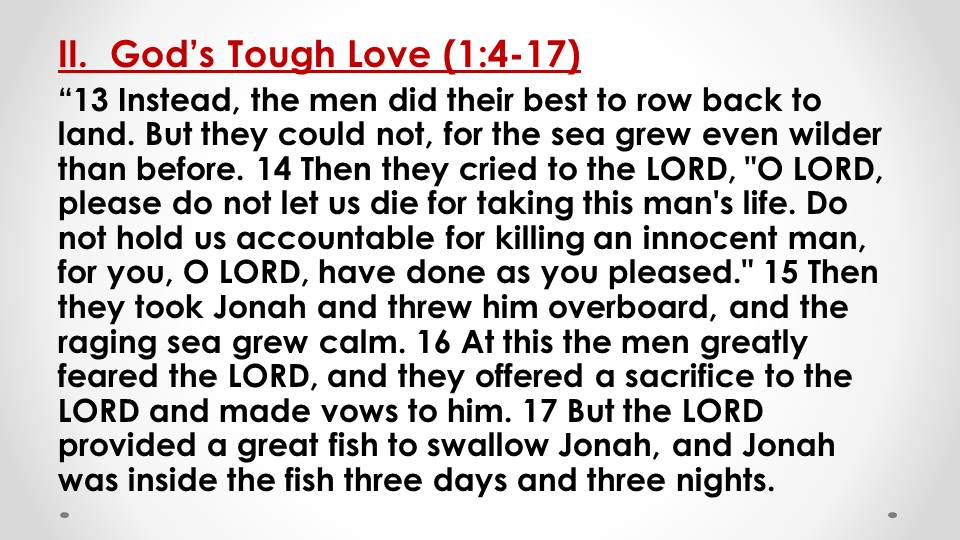 II.  God’s Tough Love (1:4-17)
“13 Instead, the men did their best to row back to
land. But they could not, for the sea grew even wilder
than before. 14 Then they cried to the LORD, "O LORD,
please do not let us die for taking this man's life. Do
not hold us accountable for killing an innocent man,
for you, O LORD, have done as you pleased." 15 Then
they took Jonah and threw him overboard, and the
raging sea grew calm. 16 At this the men greatly
feared the LORD, and they offered a sacrifice to the
LORD and made vows to him. 17 But the LORD
provided a great fish to swallow Jonah, and Jonah
was inside the fish three days and three nights.